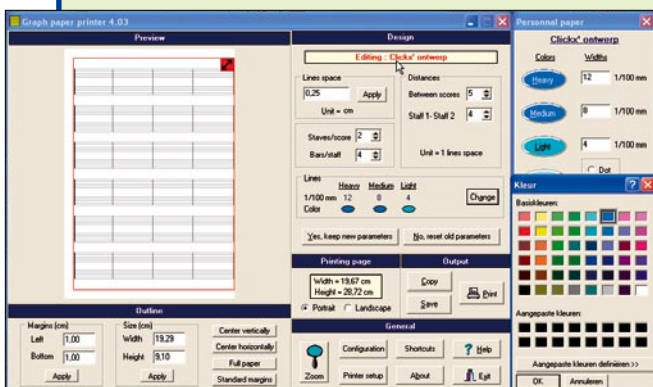 Graph paper printer 4.03
Preview
Design
Editing : Clickx' ontwerp
Lines space
0,25
Apply
Unit = cm
Distances
Between scores 5
Staff 1- Staff 2 4
Unit = 1 lines space
Staves/score 2
Bars/staff 4
Lines
Heavy Medium Light
1/100 mm 12 8 4
Color
Change
Yes, keep new parameters
No, reset old parameters
Printing page
Width = 19,67 cm
Height = 28,72 cm
Portrait Landscape
Output
Copy
Save
Print
Outline
Margins (cm)
Left 1,00
Bottom 1,00
Apply
Size (cm)
Width 19,29
Height 9,10
Apply
Center vertically
Center horizontally
Full paper
Standard margins
General
Zoom
Configuration
Shortcuts
Help
Printer setup
About
Exit
Personnal paper
Clickx' ontwerp
Colors Widths
Heavy 12 1/100 mm
Medium 8 1/100 mm
Light 4 1/100 mm
Dot
Kleur
Basiskleuren:
Aangepaste kleuren:
Aangepaste kleuren definiëren >>
OK Annuleren